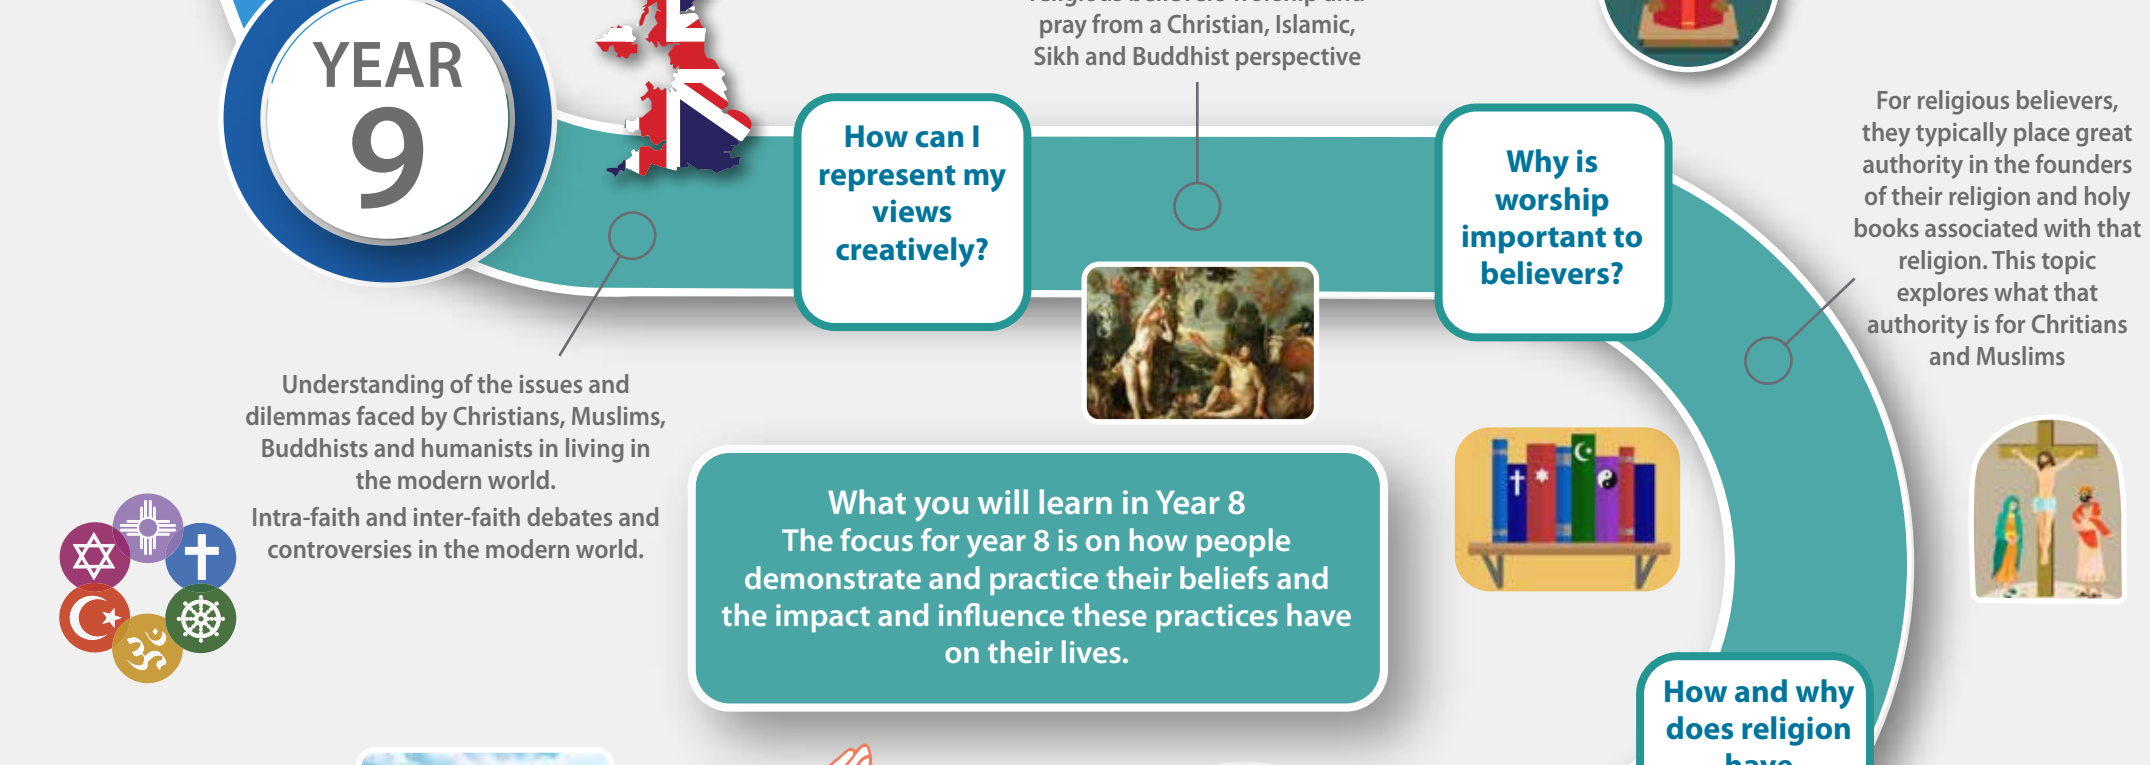 YEAR
9
pray from a Christian, Islamic,
Sikh and Buddhist perspective
How can I
represent my
views
creatively?
Why is
worship
important to
believers?
For religious believers,
they typically place great
authority in the founders
of their religion and holy
books associated with that
religion. This topic
explores what that
authority is for Chritians
and Muslims
Understanding of the issues and
dilemmas faced by Christians, Muslims,
Buddhists and humanists in living in
the modern world.
Intra-faith and inter-faith debates and
controversies in the modern world.
What you will learn in Year 8
The focus for year 8 is on how people
demonstrate and practice their beliefs and
the impact and influence these practices have
on their lives.
How and why
does religion
have